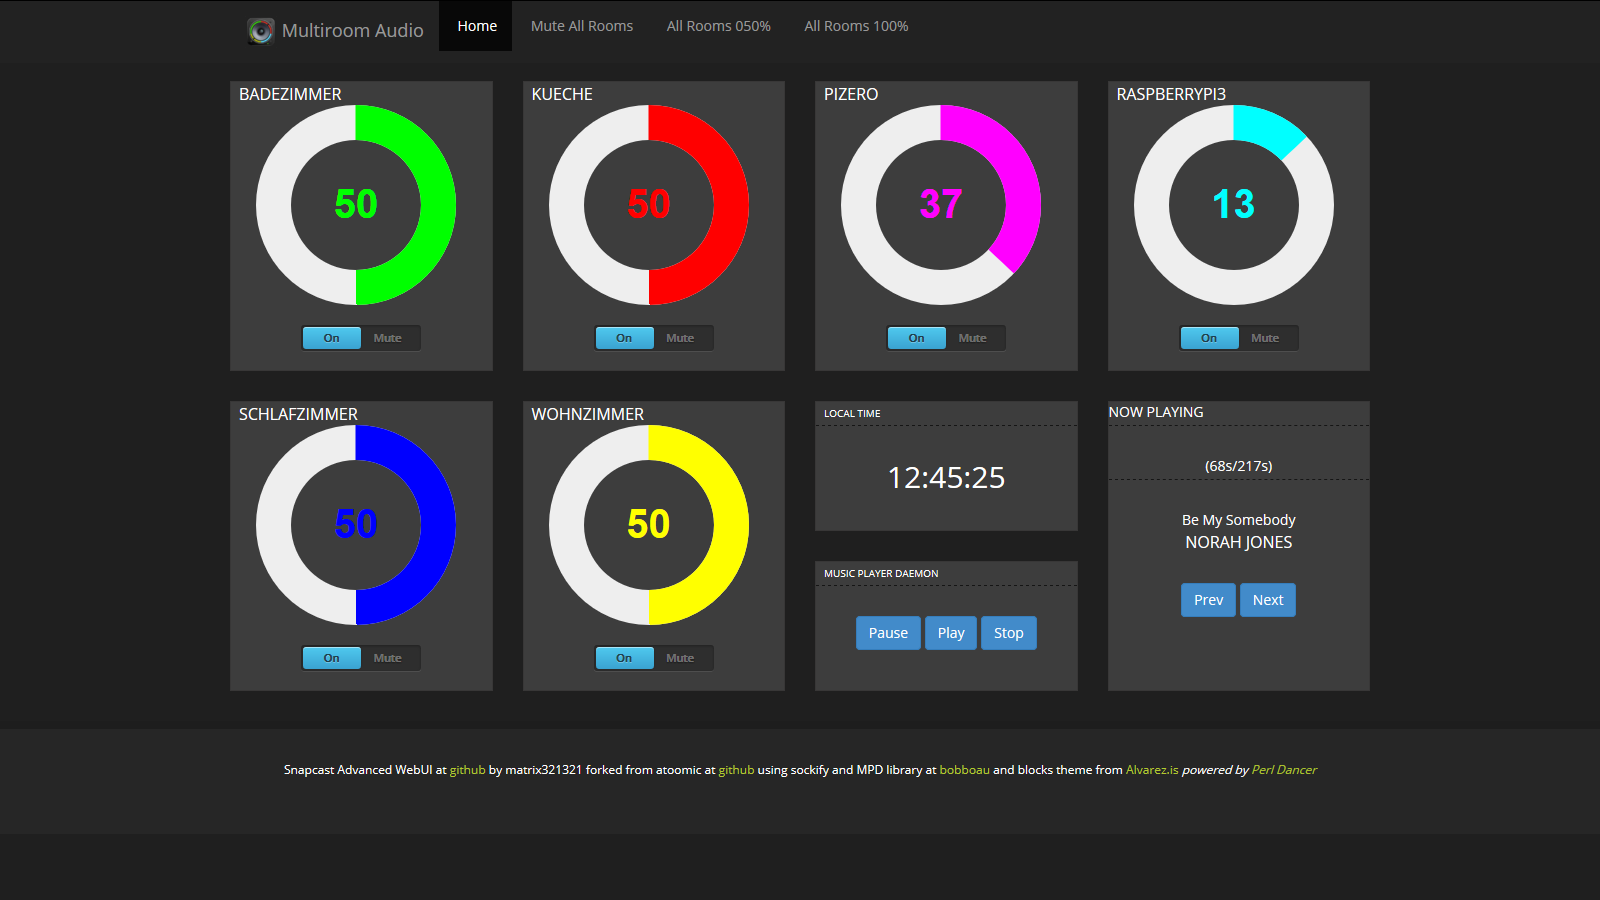 Multiroom Audio Home Mute All Rooms All Rooms 050% All Rooms 100%
BADEZIMMER
50
On Mute
KUECHE
50
On Mute
PIZERO
37
On Mute
RASPBERRYPI3
13
On Mute
SCHLAFZIMMER
50
On Mute
WOHNZIMMER
50
On Mute
LOCAL TIME
12:45:25
MUSIC PLAYER DAEMON
Pause Play Stop
NOW PLAYING
(68s/217s)
Be My Somebody
NORAH JONES
Prev Next
Snapcast Advanced WebUI at github by matrix321321 forked from atoomic at github using sockify and MPD library at bobboau and blocks theme from Alvarez.is powered by Perl Dancer